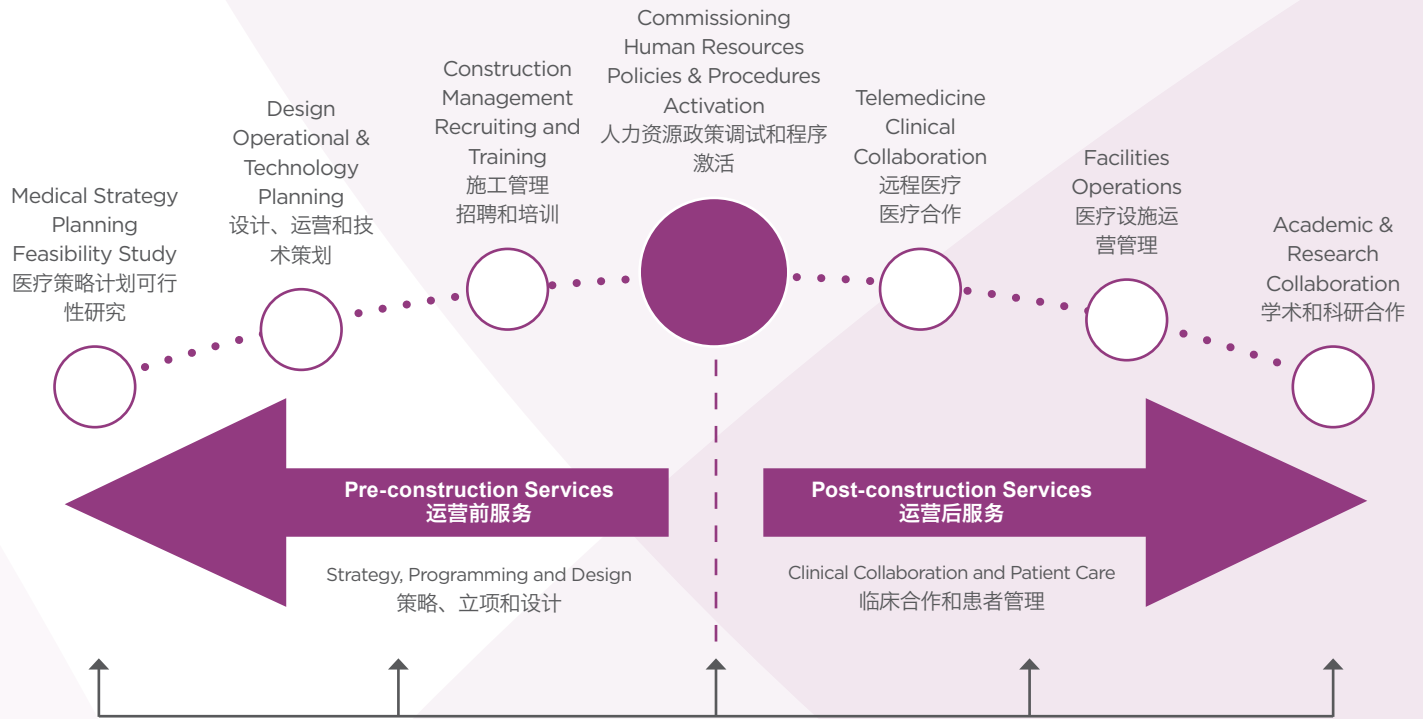 Medical Strategy
Planning
Feasibility Study
医疗策略计划可行
性研究
Design
Operational &
Technology
Planning
设计、运营和技
术策划
Construction
Management
Recruiting and
Training
施工管理
招聘和培训
Commissioning
Human Resources
Policies & Procedures
Activation
人力资源政策调试和程序
激活
Telemedicine
Clinical
Collaboration
远程医疗
医疗合作
Facilities
Operations
医疗设施运
营管理
Academic &
Research
Collaboration
学术和科研合作
Pre-construction Services
运营前服务
Post-construction Services
运营后服务
Strategy, Programming and Design
策略、立项和设计
Clinical Collaboration and Patient Care
临床合作和患者管理